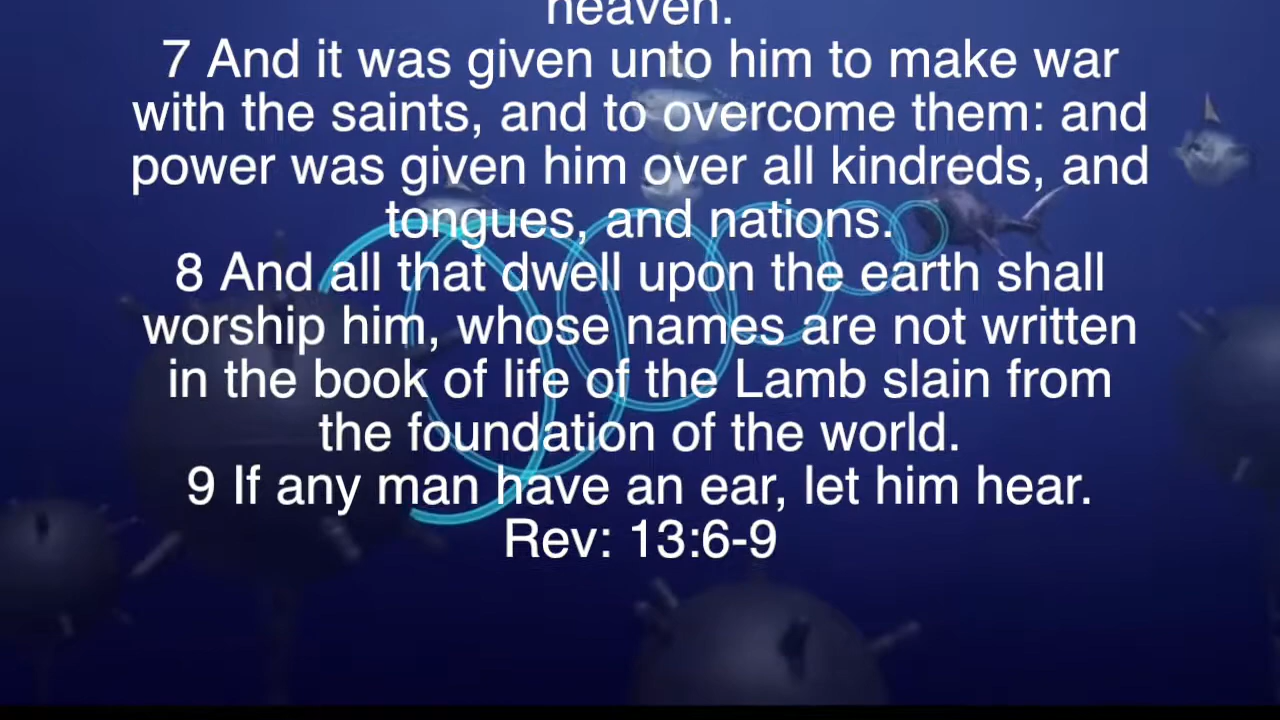 heaven.
7 And it was given unto him to make war
with the saints, and to overcome them: and
power was given him over all kindreds, and
tongues, and nations.
8 And all that dwell upon the earth shall
worship him, whose names are not written
in the book of life of the Lamb slain from
the foundation of the world.
9 If any man have an ear, let him hear.
Rev: 13:6-9